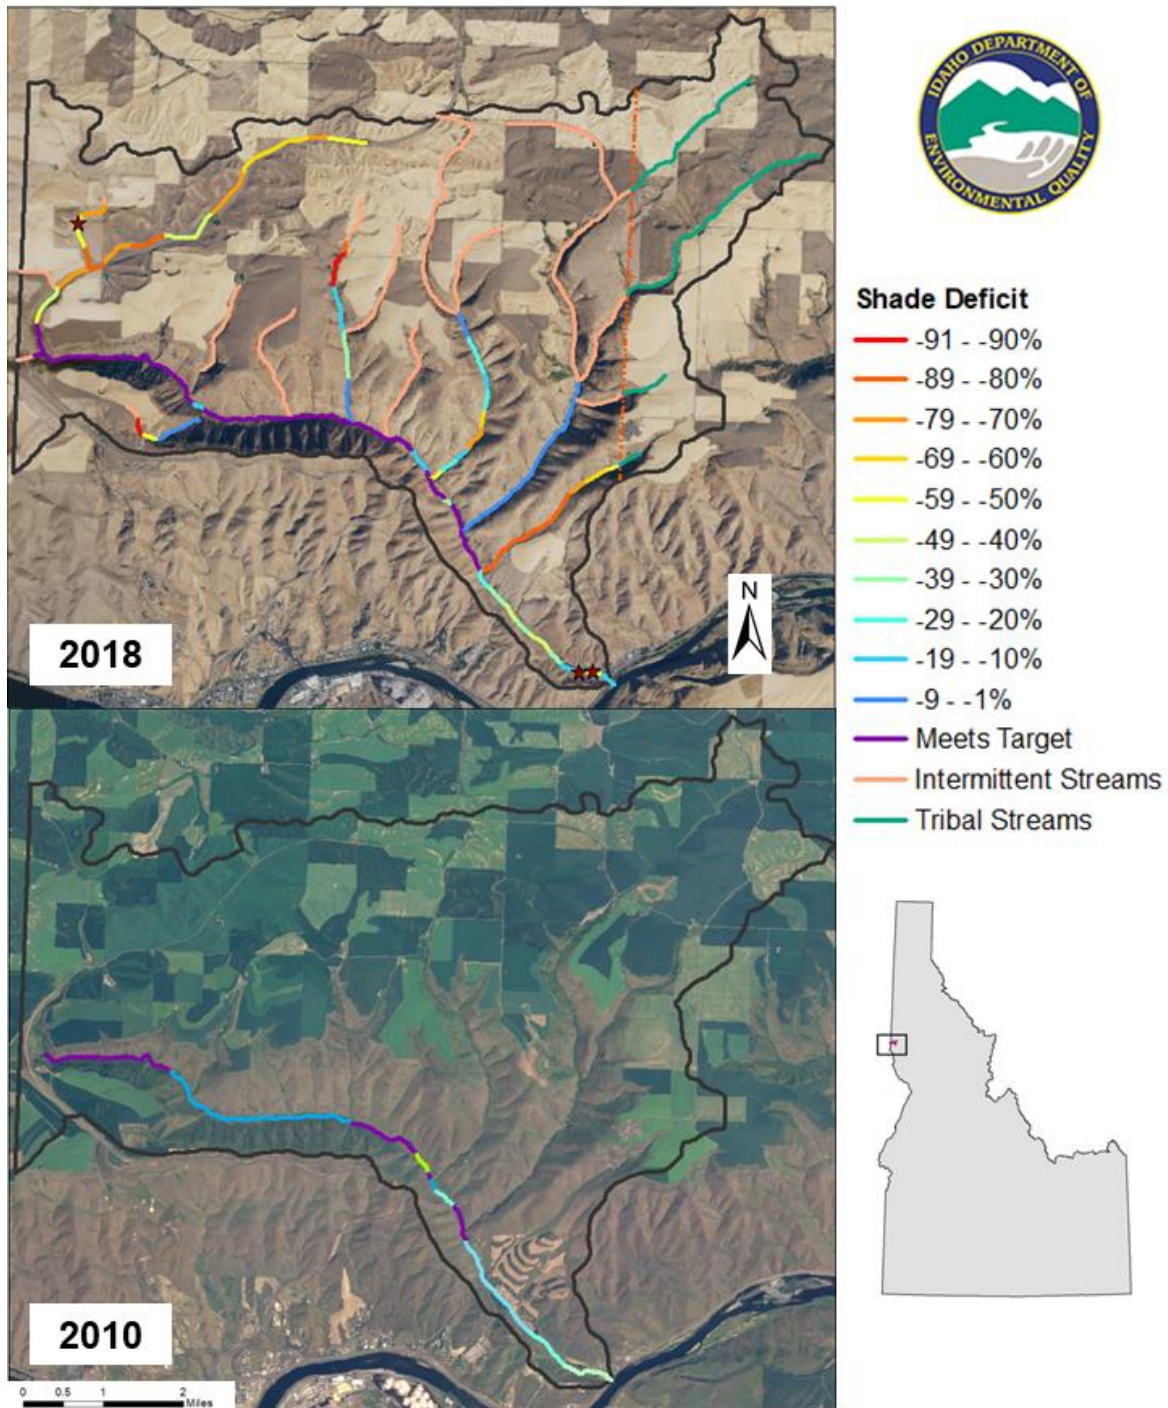 IDAHO DEPARTMENT OF
ENVIRONMENTAL QUALITY
Shade Deficit
-91 - -90%
-89 - -80%
-79 - -70%
-69 - -60%
-59 - -50%
-49 - -40%
-39 - -30%
-29 - -20%
-19 - -10%
-9 - -1%
Meets Target
Intermittent Streams
Tribal Streams
N
2018
2010
0 0.5 1 2
Miles